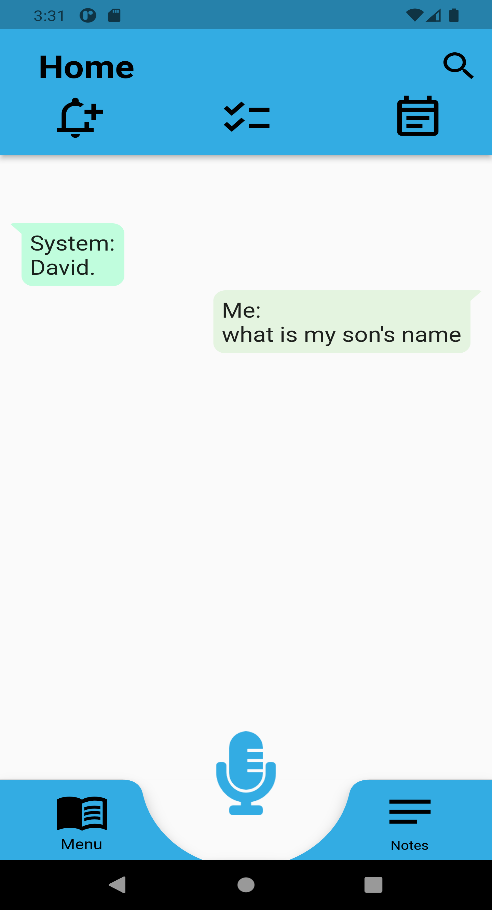 3:31
Home
System:
David.
Me:
what is my son's name
Menu
Notes